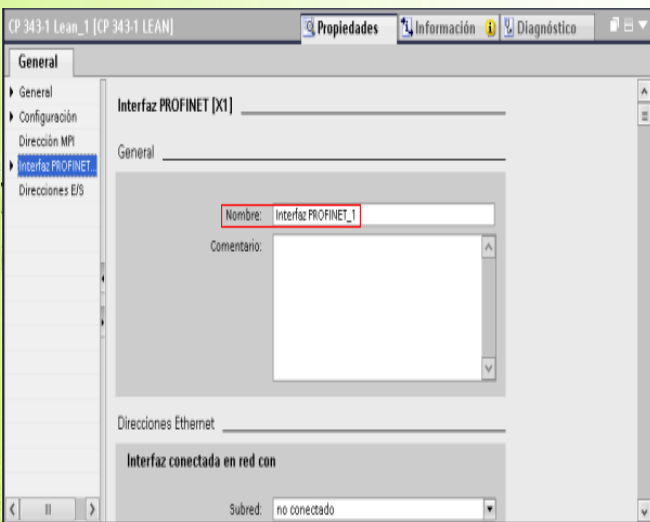 CP 343-1 Lean_1 [CP 343-1 LEAN]
Propiedades
Información
Diagnóstico
General
General
Configuración
Dirección MPI
Interfaz PROFINET...
Direcciones E/S
Interfaz PROFINET [X1]
General
Nombre: Interfaz PROFINET_1
Comentario:
Direcciones Ethernet
Interfaz conectada en red con
Subred: no conectado